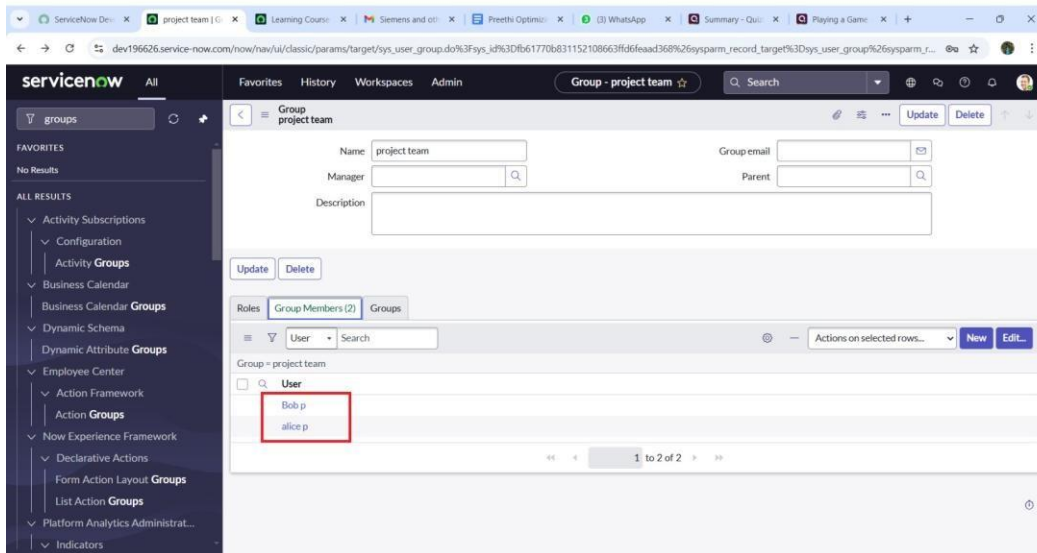 ServiceNow Dev
project team | G
Learning Course
Siemens and oth
Preethi Optimiz
(3) WhatsApp
Summary - Quiz
Playing a Game
dev196626.service-now.com/now/nav/ui/classic/params/target/sys_user_group.do%3Fsys_id%3Dfb61770b831152108663ffd6feaad368%26sysparm_record_target%3Dsys_user_group%26sysparm_r...
servicenow All Favorites History Workspaces Admin Group - project team Search
groups
Group
project team
Update Delete
FAVORITES
No Results
ALL RESULTS
Activity Subscriptions
Configuration
Activity Groups
Business Calendar
Business Calendar Groups
Dynamic Schema
Dynamic Attribute Groups
Employee Center
Action Framework
Action Groups
Now Experience Framework
Declarative Actions
Form Action Layout Groups
List Action Groups
Platform Analytics Administrat...
Indicators
Name project team Group email
Manager Parent
Description
Update Delete
Roles Group Members (2) Groups
User Search Actions on selected rows... New Edit...
Group = project team
User
Bob p
alice p
1 to 2 of 2